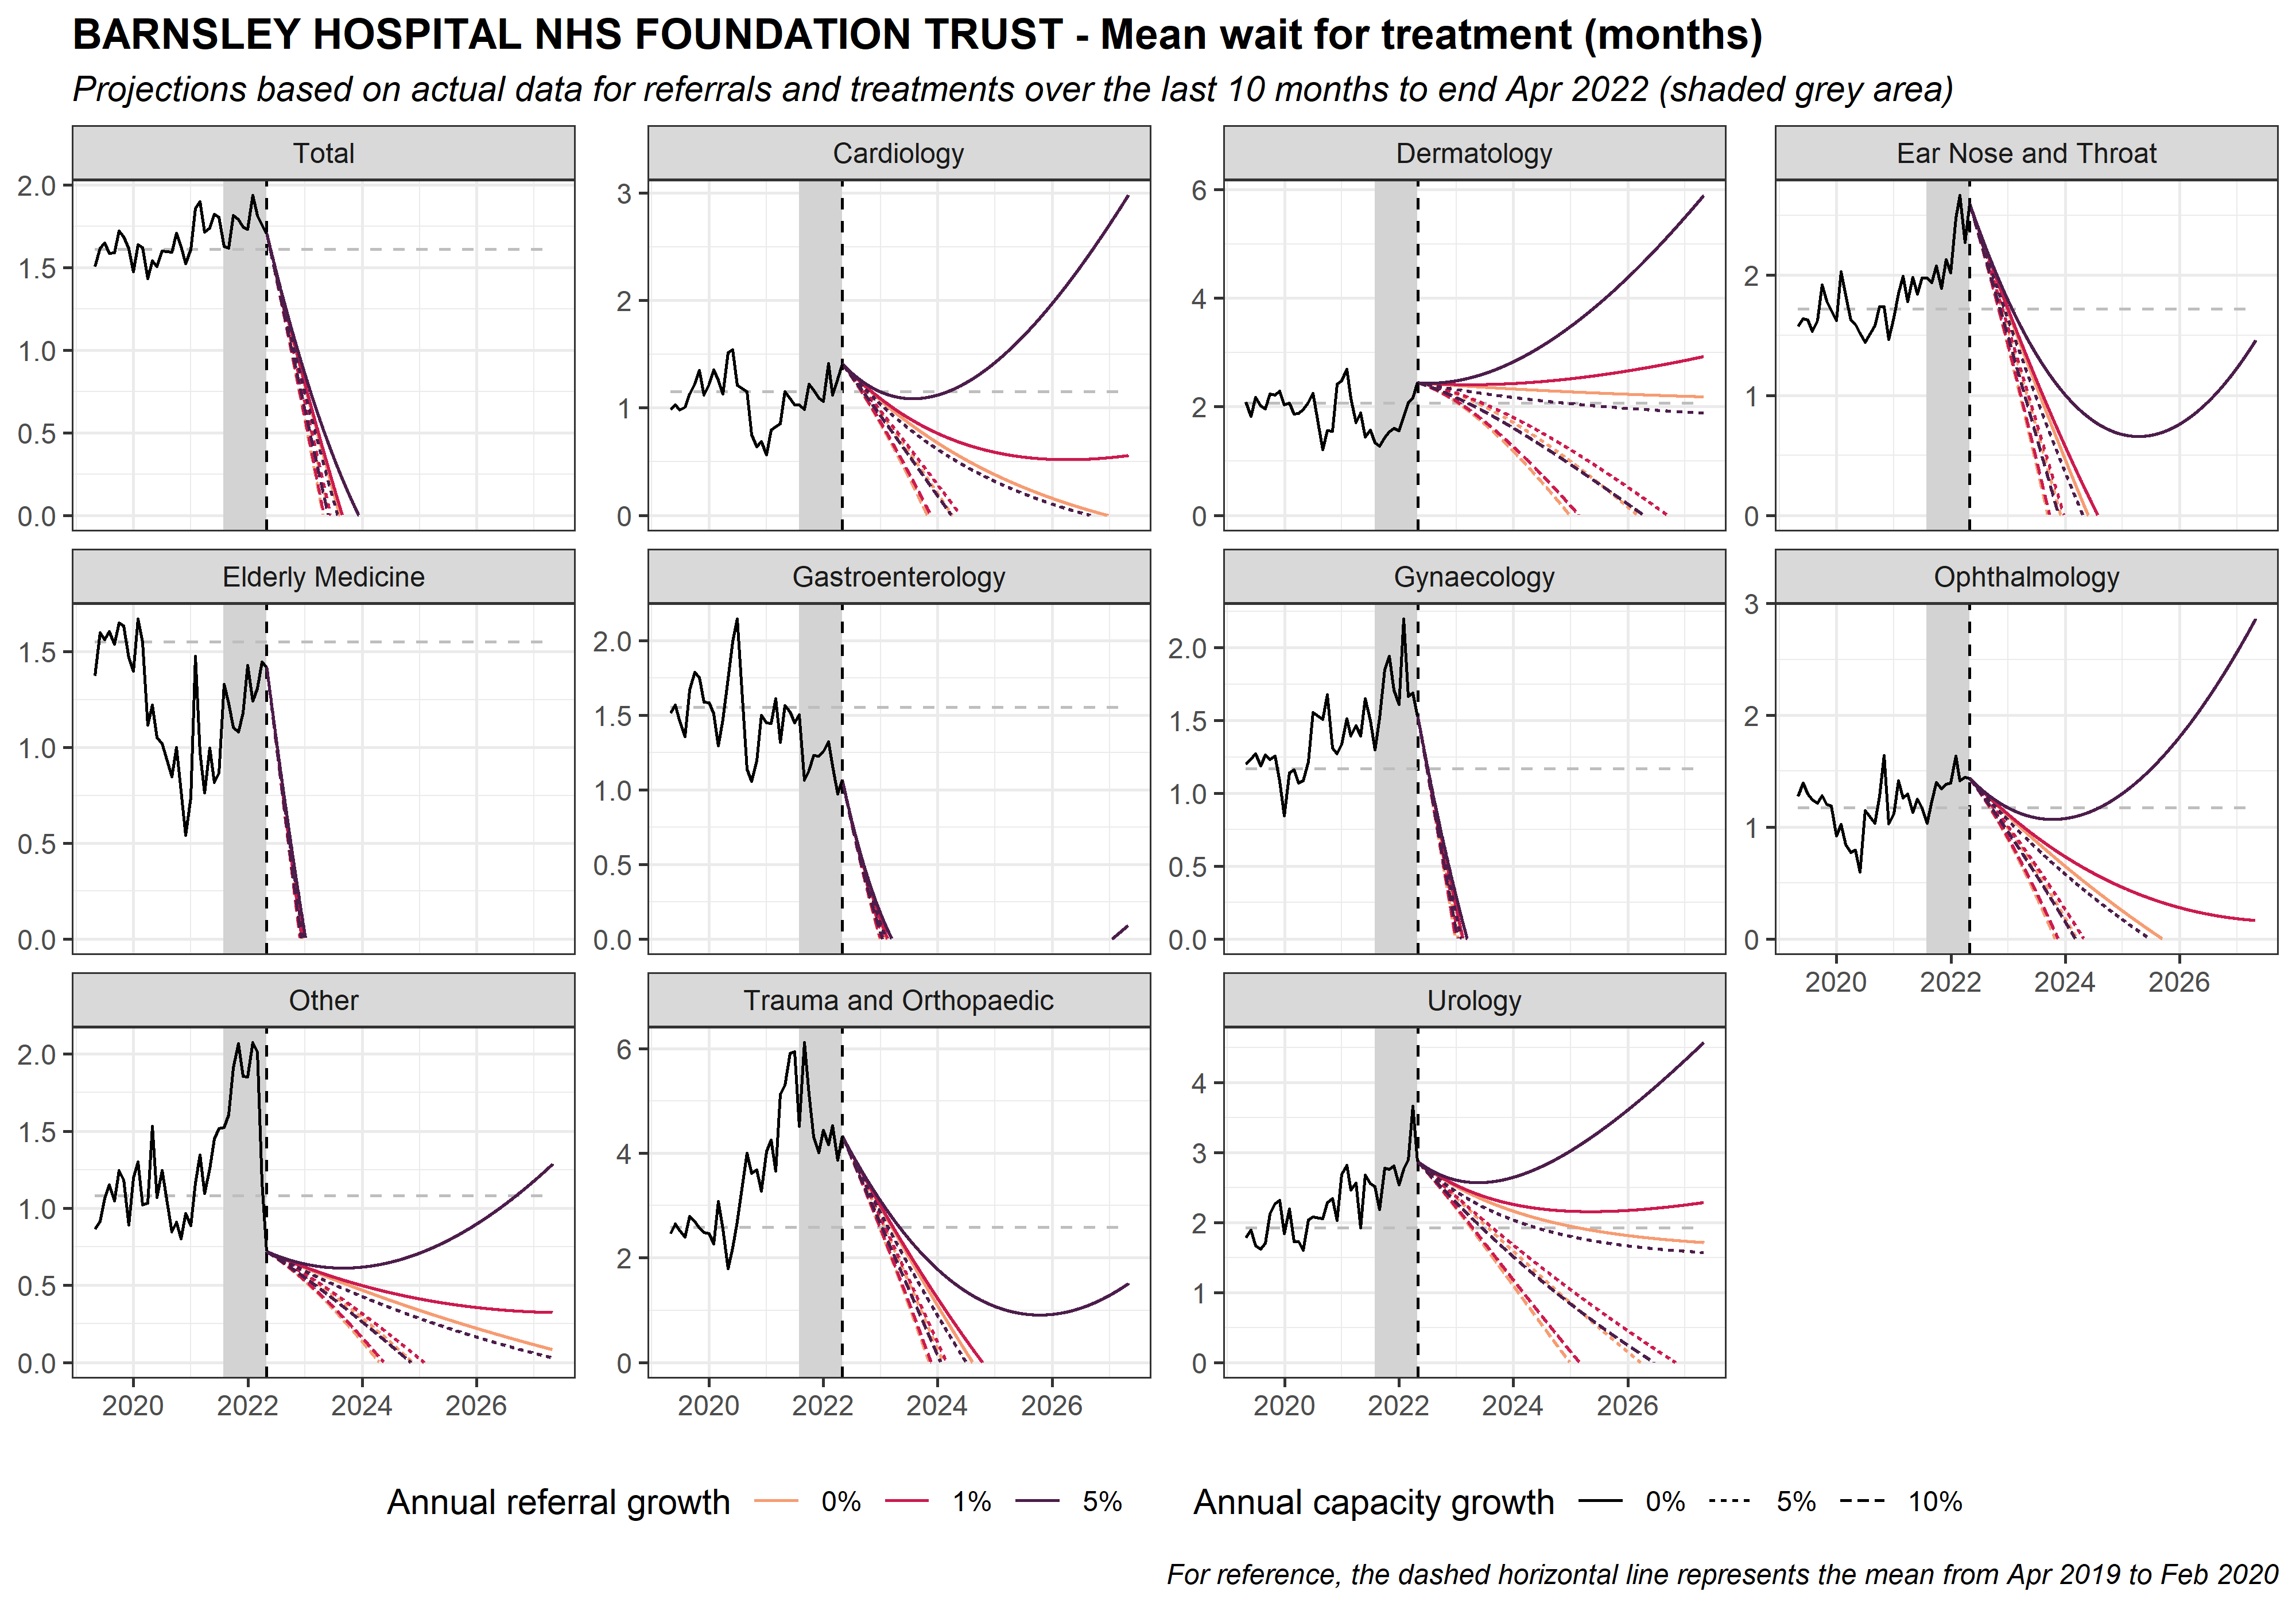 BARNSLEY HOSPITAL NHS FOUNDATION TRUST - Mean wait for treatment (months)
Projections based on actual data for referrals and treatments over the last 10 months to end Apr 2022 (shaded grey area)
Total
2.0
1.5
1.0
0.5
0.0
Cardiology
3
2
1
0
Dermatology
6
4
2
0
Ear Nose and Throat
2
1
0
Elderly Medicine
1.5
1.0
0.5
0.0
Gastroenterology
2.0
1.5
1.0
0.5
0.0
Gynaecology
2.0
1.5
1.0
0.5
0.0
Ophthalmology
3
2
1
0
2020 2022 2024 2026
Other
2.0
1.5
1.0
0.5
0.0
2020 2022 2024 2026
Trauma and Orthopaedic
6
4
2
0
2020 2022 2024 2026
Urology
4
3
2
1
0
2020 2022 2024 2026
Annual referral growth 0% 1% 5%
Annual capacity growth 0% 5% 10%
For reference, the dashed horizontal line represents the mean from Apr 2019 to Feb 2020